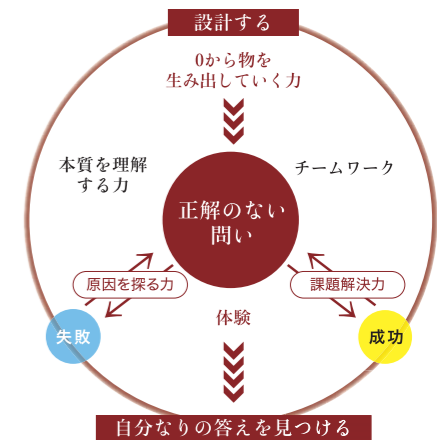 設計する
0から物を
生み出していく力
本質を理解
する力
チームワーク
正解のない
問い
原因を探る力
課題解決力
失敗
体験
成功
自分なりの答えを見つける